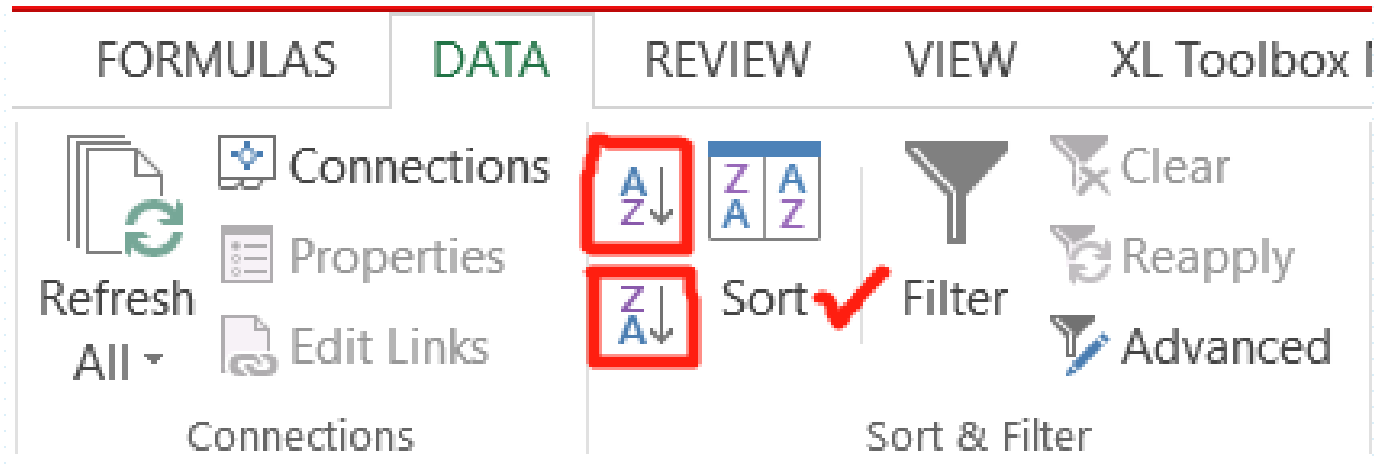 FORMULAS DATA REVIEW VIEW XL Toolbox
Connections
Properties
Refresh
All
Edit Links
Connections
A
Z
Z
A
Z A
A Z
Sort
Filter
Clear
Reapply
Advanced
Sort & Filter